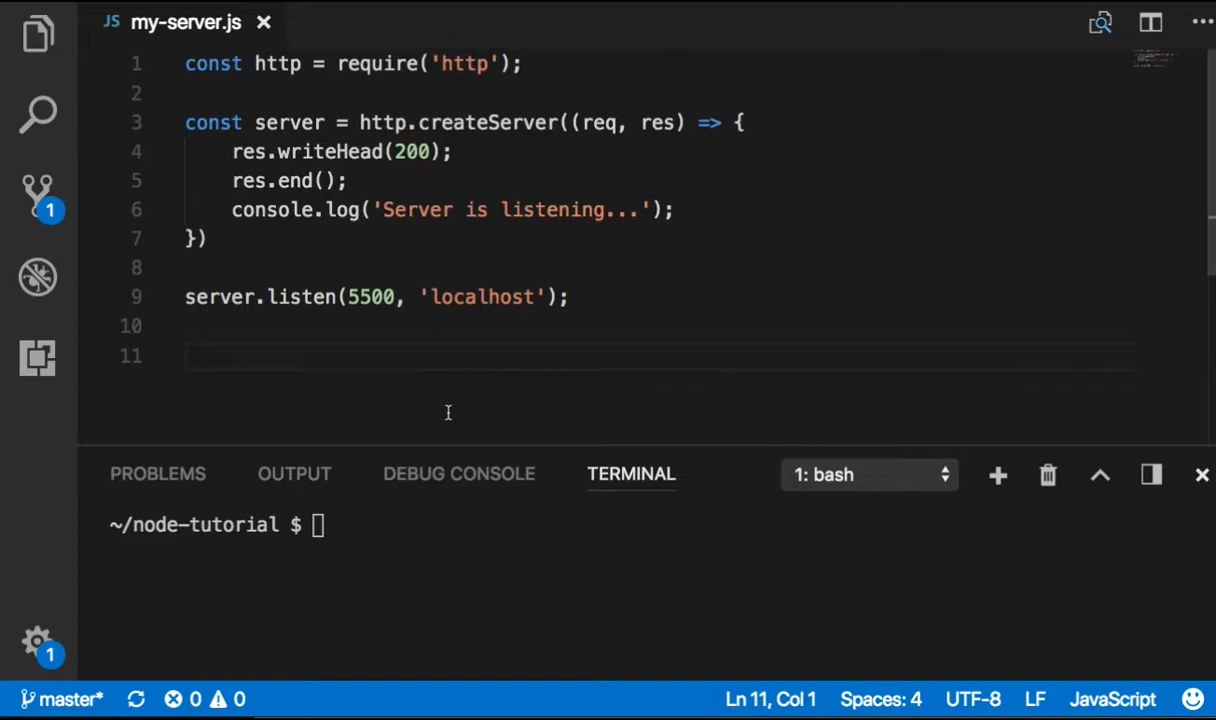 JS my-server.js
1 const http = require('http');
2
3 const server = http.createServer((req, res) => {
4 res.writeHead(200);
5 res.end();
6 console.log('Server is listening...');
7 })
8
9 server.listen(5500, 'localhost');
10
11
1
PROBLEMS OUTPUT DEBUG CONSOLE TERMINAL 1: bash
~/node-tutorial $
1
master* 0 0 Ln 11, Col 1 Spaces: 4 UTF-8 LF JavaScript